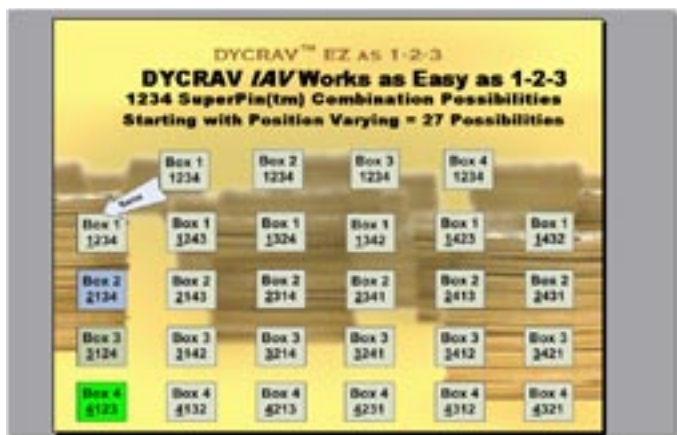 DYCRAV™ EZ AS 1-2-3
DYCRAV IAV Works as Easy as 1-2-3
1234 SuperPin(tm) Combination Possibilities
Starting with Position Varying = 27 Possibilities
Box 1 Box 2 Box 3 Box 4
1234 1234 1234 1234
Same
Box 1 Box 1 Box 1 Box 1 Box 1 Box 1
1234 1243 1324 1342 1423 1432
Box 2 Box 2 Box 2 Box 2 Box 2 Box 2
2134 2143 2314 2341 2413 2431
Box 3 Box 3 Box 3 Box 3 Box 3 Box 3
3124 3142 3214 3241 3412 3421
Box 4 Box 4 Box 4 Box 4 Box 4 Box 4
4123 4132 4213 4231 4312 4321